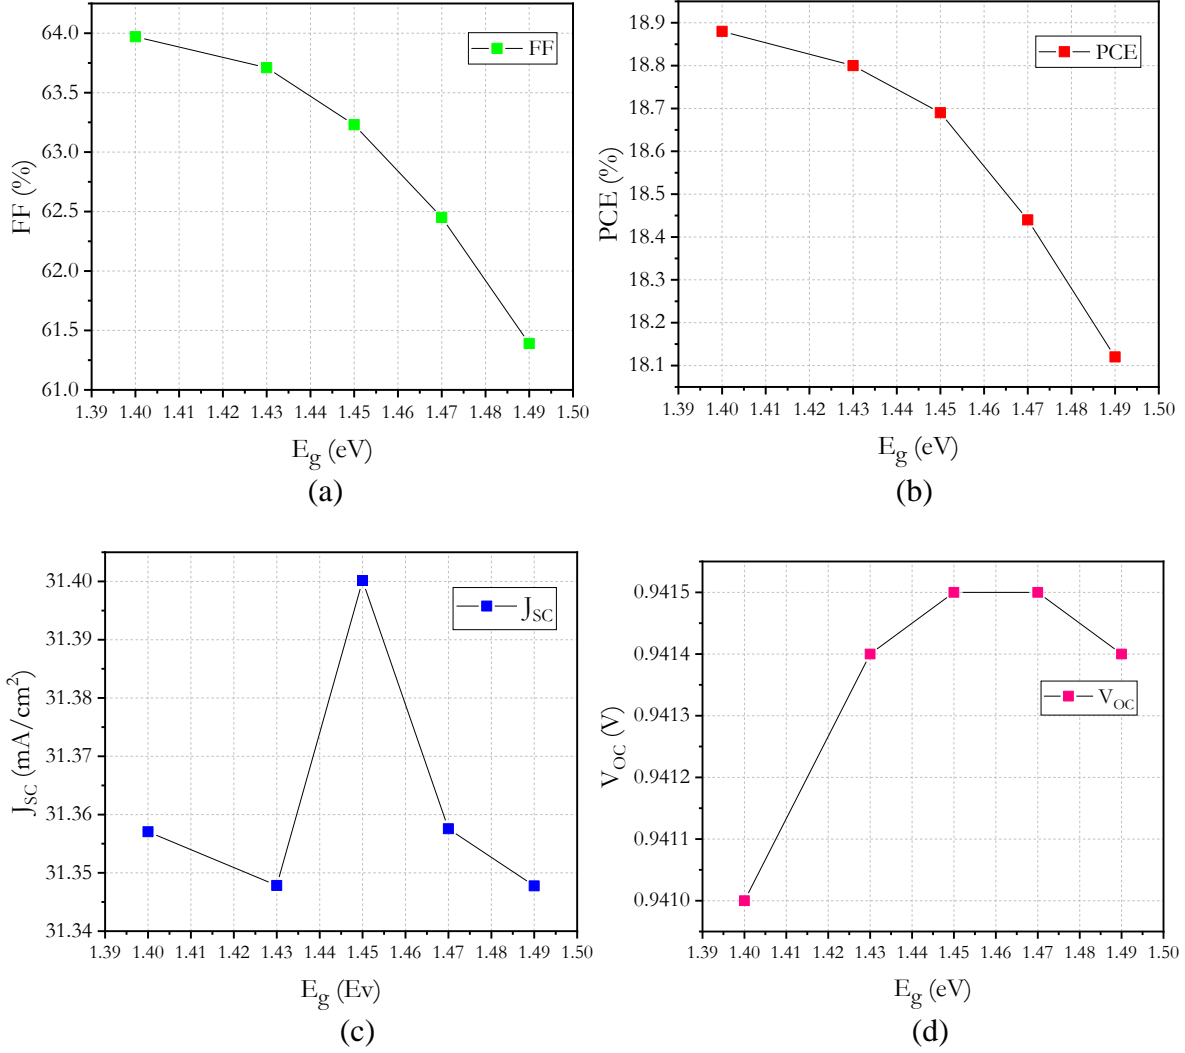 64.0
63.5
63.0
62.5
62.0
61.5
61.0
FF (%)
FF
1.39 1.40 1.41 1.42 1.43 1.44 1.45 1.46 1.47 1.48 1.49 1.50
Eg (eV)
(a)
18.9
18.8
18.7
18.6
18.5
18.4
18.3
18.2
18.1
PCE (%)
PCE
1.39 1.40 1.41 1.42 1.43 1.44 1.45 1.46 1.47 1.48 1.49 1.50
Eg (eV)
(b)
31.40
31.39
31.38
31.37
31.36
31.35
31.34
JSC (mA/cm²)
JSC
1.39 1.40 1.41 1.42 1.43 1.44 1.45 1.46 1.47 1.48 1.49 1.50
Eg (Ev)
(c)
0.9415
0.9414
0.9413
0.9412
0.9411
0.9410
VOC (V)
VOC
1.39 1.40 1.41 1.42 1.43 1.44 1.45 1.46 1.47 1.48 1.49 1.50
Eg (eV)
(d)